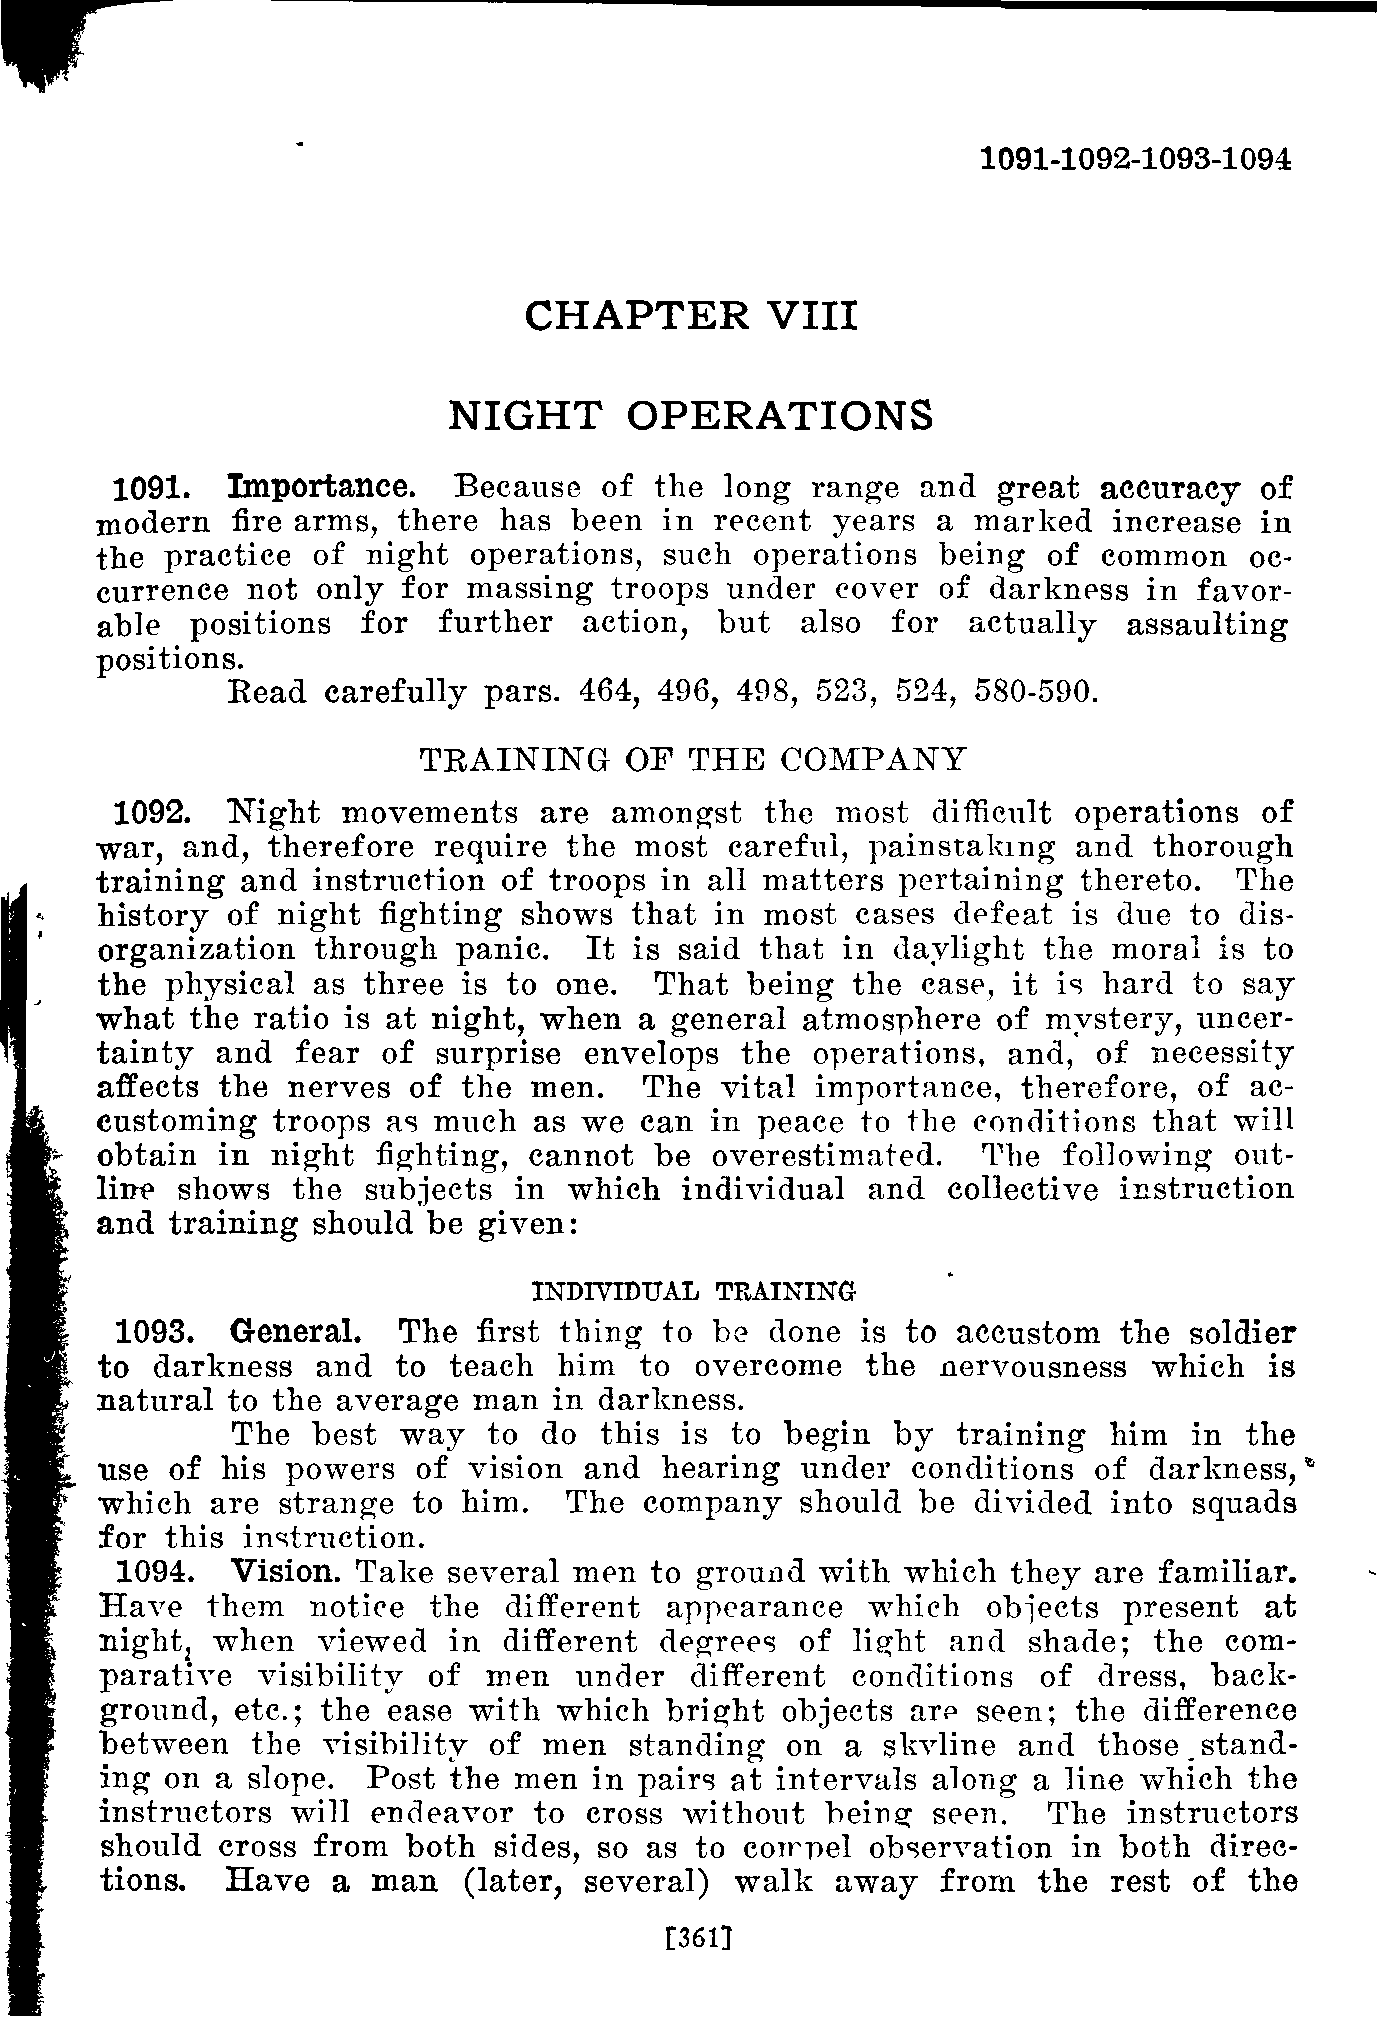 1091-1092-1093-1094
CHAPTER VIII
NIGHT OPERATIONS
1091. Importance. Because of the long range and great accuracy of
modern fire arms, there has been in recent years a marked increase in
the practice of night operations, such operations being of common oc-
currence not only for massing troops under cover of darkness in favor-
able positions for further action, but also for actually assaulting
positions.
Read carefully pars. 464, 496, 498, 523, 524, 580-590.
TRAINING OF THE COMPANY
1092. Night movements are amongst the most difficult operations of
war, and, therefore require the most careful, painstaking and thorough
training and instruction of troops in all matters pertaining thereto. The
history of night fighting shows that in most cases defeat is due to dis-
organization through panic. It is said that in daylight the moral is to
the physical as three is to one. That being the case, it is hard to say
what the ratio is at night, when a general atmosphere of mystery, uncer-
tainty and fear of surprise envelops the operations, and, of necessity
affects the nerves of the men. The vital importance, therefore, of ac-
customing troops as much as we can in peace to the conditions that will
obtain in night fighting, cannot be overestimated. The following out-
line shows the subjects in which individual and collective instruction
and training should be given:
INDIVIDUAL TRAINING
1093. General. The first thing to be done is to accustom the soldier
to darkness and to teach him to overcome the nervousness which is
natural to the average man in darkness.
The best way to do this is to begin by training him in the
use of his powers of vision and hearing under conditions of darkness,
which are strange to him. The company should be divided into squads
for this instruction.
1094. Vision. Take several men to ground with which they are familiar.
Have them notice the different appearance which objects present at
night, when viewed in different degrees of light and shade; the com-
parative visibility of men under different conditions of dress, back-
ground, etc.; the ease with which bright objects are seen; the difference
between the visibility of men standing on a skyline and those stand-
ing on a slope. Post the men in pairs at intervals along a line which the
instructors will endeavor to cross without being seen. The instructors
should cross from both sides, so as to compel observation in both direc-
tions. Have a man (later, several) walk away from the rest of the
[361]